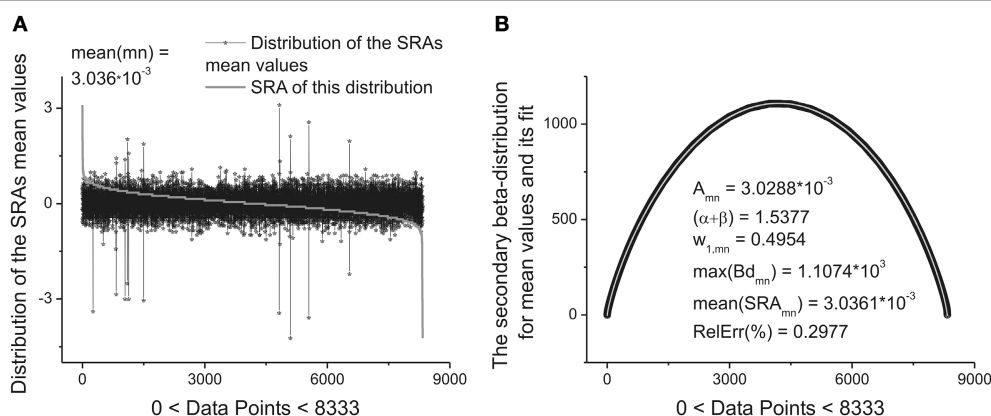 A
mean(mn) =
3.036*10-3
Distribution of the SRAs
mean values
SRA of this distribution
Distribution of the SRAs mean values
3
0
-3
0
3000
6000
9000
0 < Data Points < 8333
B
The secondary beta-distribution
for mean values and its fit
1000
500
0
Amn = 3.0288*10-3
(α+β) = 1.5377
w1,mn = 0.4954
max(Bdmn) = 1.1074*103
mean(SRAmn) = 3.0361*10-3
RelErr(%) = 0.2977
0
3000
6000
9000
0 < Data Points < 8333